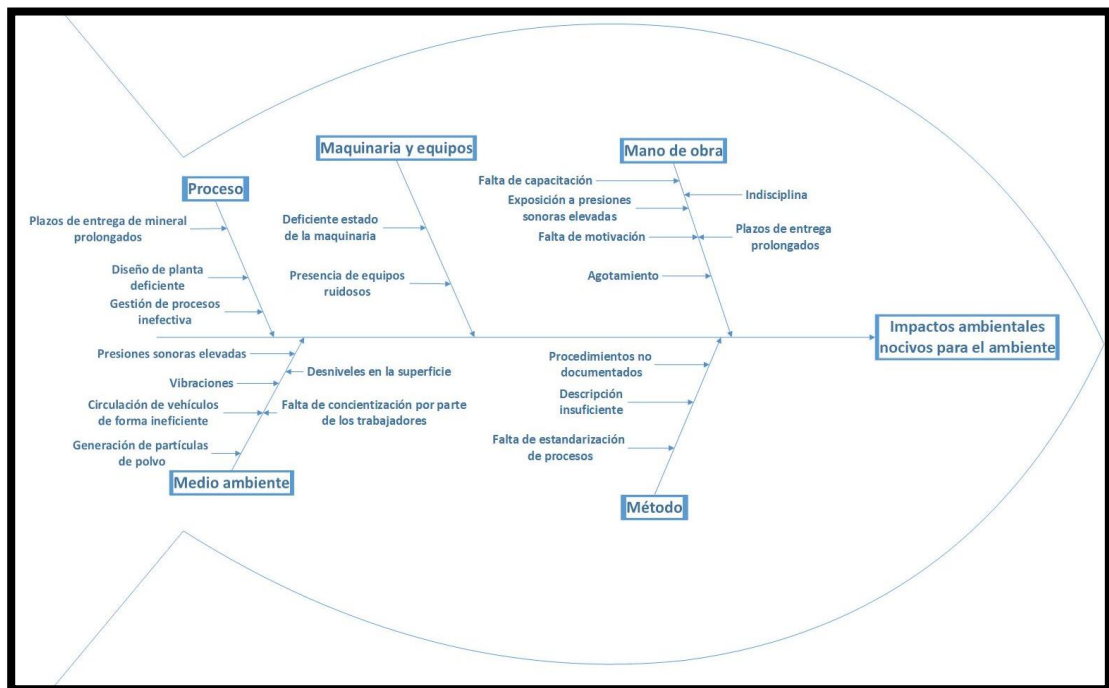 Maquinaria y equipos
Mano de obra
Proceso
Falta de capacitación
Indisciplina
Exposición a presiones
sonoras elevadas
Plazos de entrega de mineral
prolongados
Deficiente estado
de la maquinaria
Falta de motivación
Plazos de entrega
prolongados
Diseño de planta
deficiente
Presencia de equipos
ruidosos
Agotamiento
Gestión de procesos
inefectiva
Impactos ambientales
nocivos para el ambiente
Presiones sonoras elevadas
Desniveles en la superficie
Vibraciones
Circulación de vehículos
de forma ineficiente
Falta de concientización por parte
de los trabajadores
Generación de partículas
de polvo
Medio ambiente
Procedimientos no
documentados
Descripción
insuficiente
Falta de estandarización
de procesos
Método